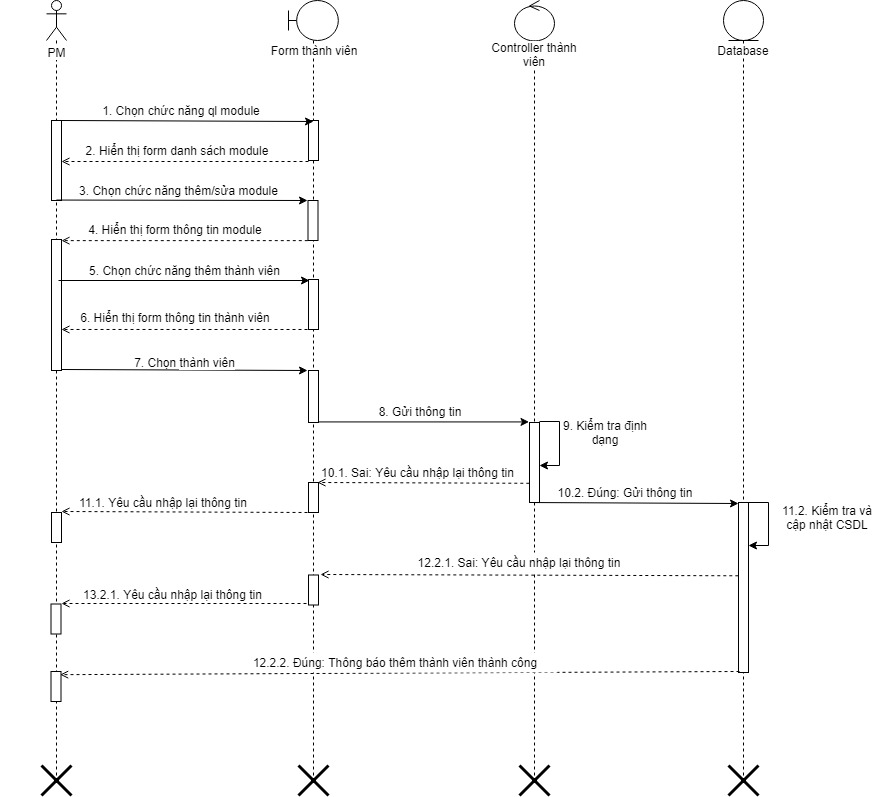 PM
Form thành viên
Controller thành
viên
Database
1. Chọn chức năng ql module
2. Hiển thị form danh sách module
3. Chọn chức năng thêm/sửa module
4. Hiển thị form thông tin module
5. Chọn chức năng thêm thành viên
6. Hiển thị form thông tin thành viên
7. Chọn thành viên
8. Gửi thông tin
9. Kiểm tra định
dạng
10.1. Sai: Yêu cầu nhập lại thông tin
10.2. Đúng: Gửi thông tin
11.1. Yêu cầu nhập lại thông tin
11.2. Kiểm tra và
cập nhật CSDL
12.2.1. Sai: Yêu cầu nhập lại thông tin
13.2.1. Yêu cầu nhập lại thông tin
12.2.2. Đúng: Thông báo thêm thành viên thành công